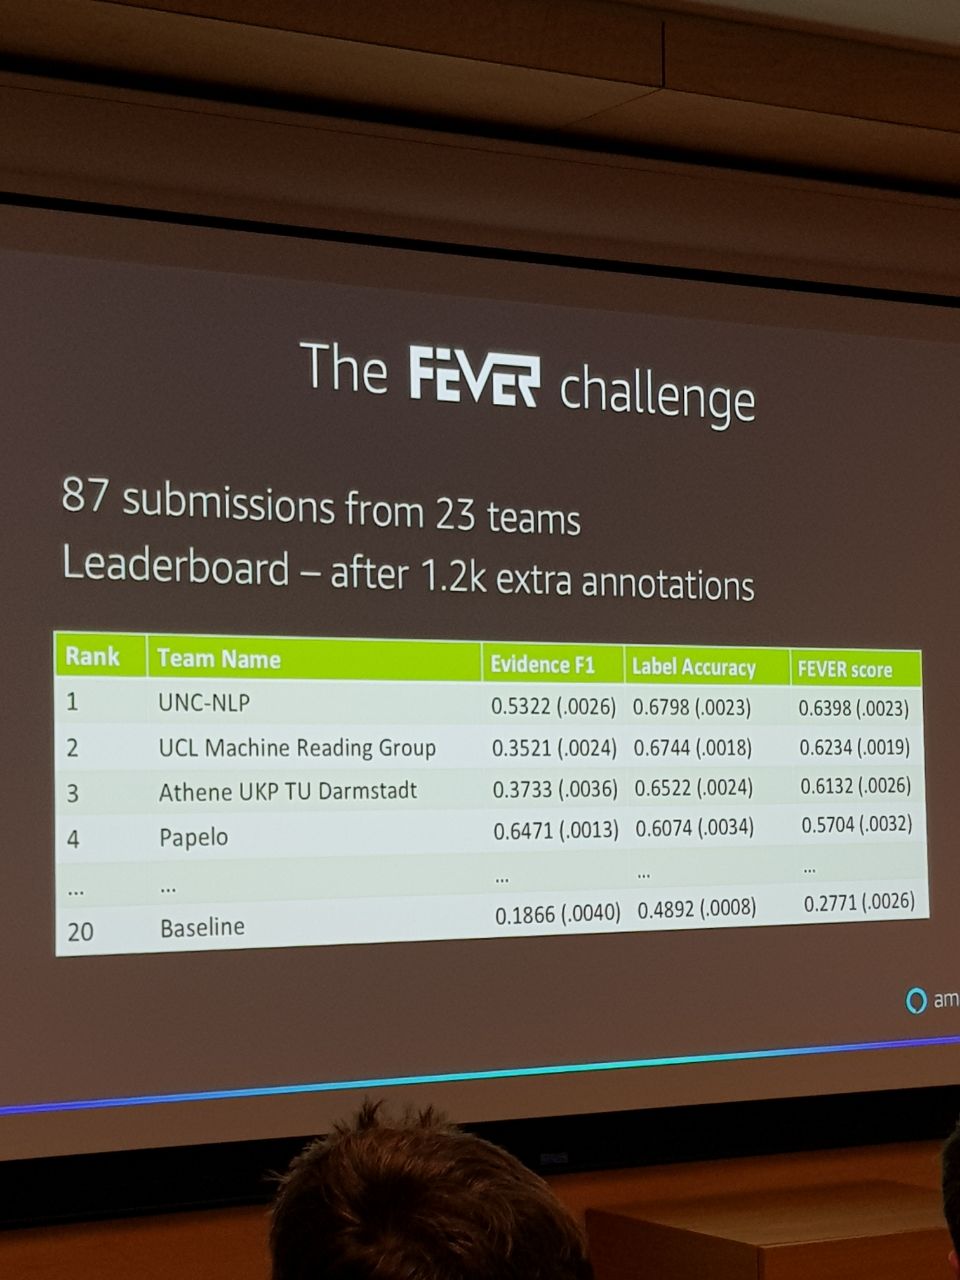 The FEVER challenge
87 submissions from 23 teams
Leaderboard – after 1.2k extra annotations
Rank Team Name Evidence F1 Label Accuracy FEVER score
1 UNC-NLP 0.5322 (.0026) 0.6798 (.0023) 0.6398 (.0023)
2 UCL Machine Reading Group 0.3521 (.0024) 0.6744 (.0018) 0.6234 (.0019)
3 Athene UKP TU Darmstadt 0.3733 (.0036) 0.6522 (.0024) 0.6132 (.0026)
4 Papelo 0.6471 (.0013) 0.6074 (.0034) 0.5704 (.0032)
... ... ... ... ...
20 Baseline 0.1866 (.0040) 0.4892 (.0008) 0.2771 (.0026)
am